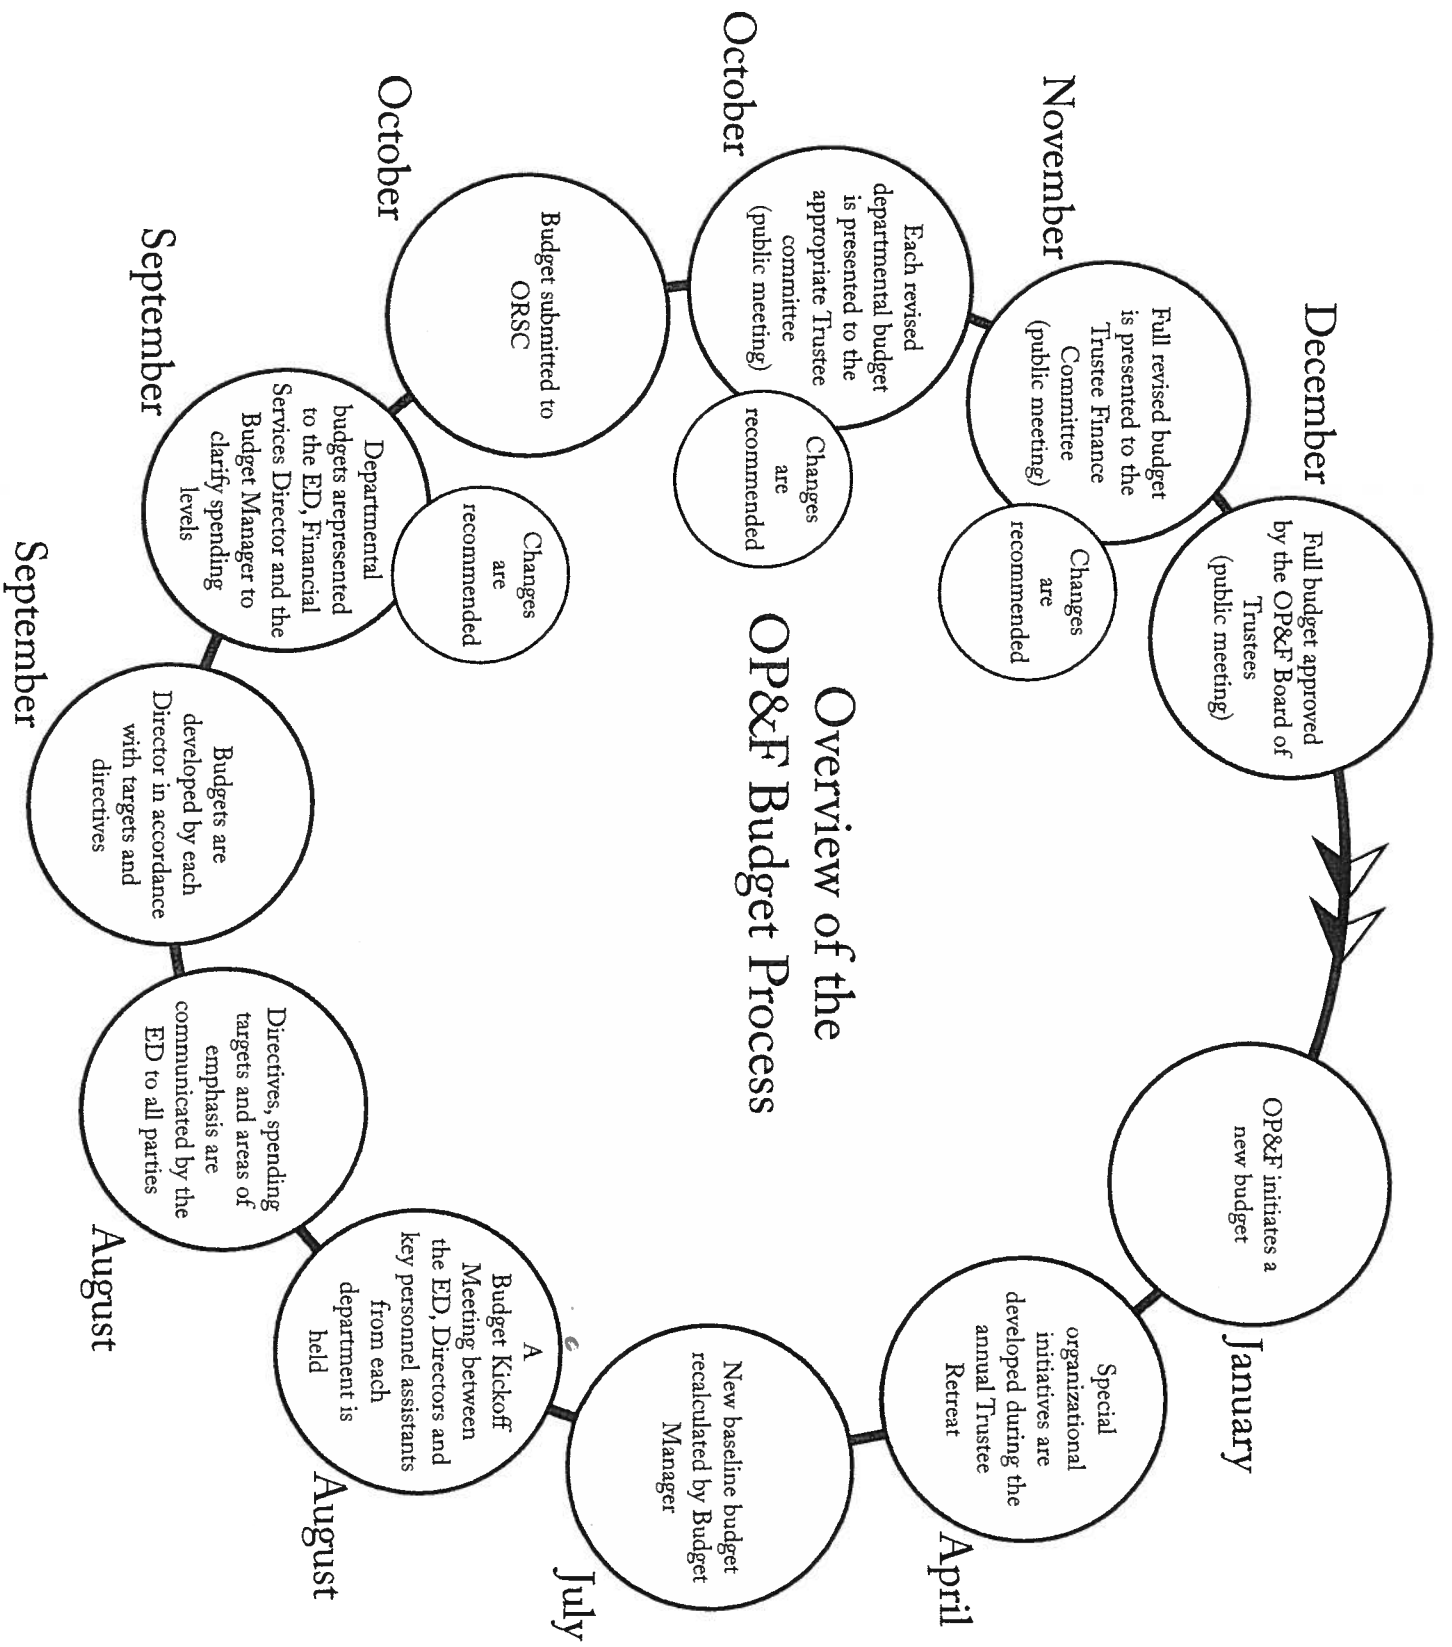 Overview of the
OP&F Budget Process
January
OP&F initiates a
new budget
April
Special
organizational
initiatives are
developed during the
annual Trustee
Retreat
July
New baseline budget
recalculated by Budget
Manager
August
A
Budget Kickoff
Meeting between
the ED, Directors and
key personnel assistants
from each
department is
held
August
Directives, spending
targets and areas of
emphasis are
communicated by the
ED to all parties
September
Budgets are
developed by each
Director in accordance
with targets and
directives
September
Departmental
budgets arepresented
to the ED, Financial
Services Director and the
Budget Manager to
clarify spending
levels
Changes
are
recommended
October
Budget submitted to
ORSC
October
Each revised
departmental budget
is presented to the
appropriate Trustee
committee
(public meeting)
Changes
are
recommended
November
Full revised budget
is presented to the
Trustee Finance
Committee
(public meeting)
Changes
are
recommended
December
Full budget approved
by the OP&F Board of
Trustees
(public meeting)